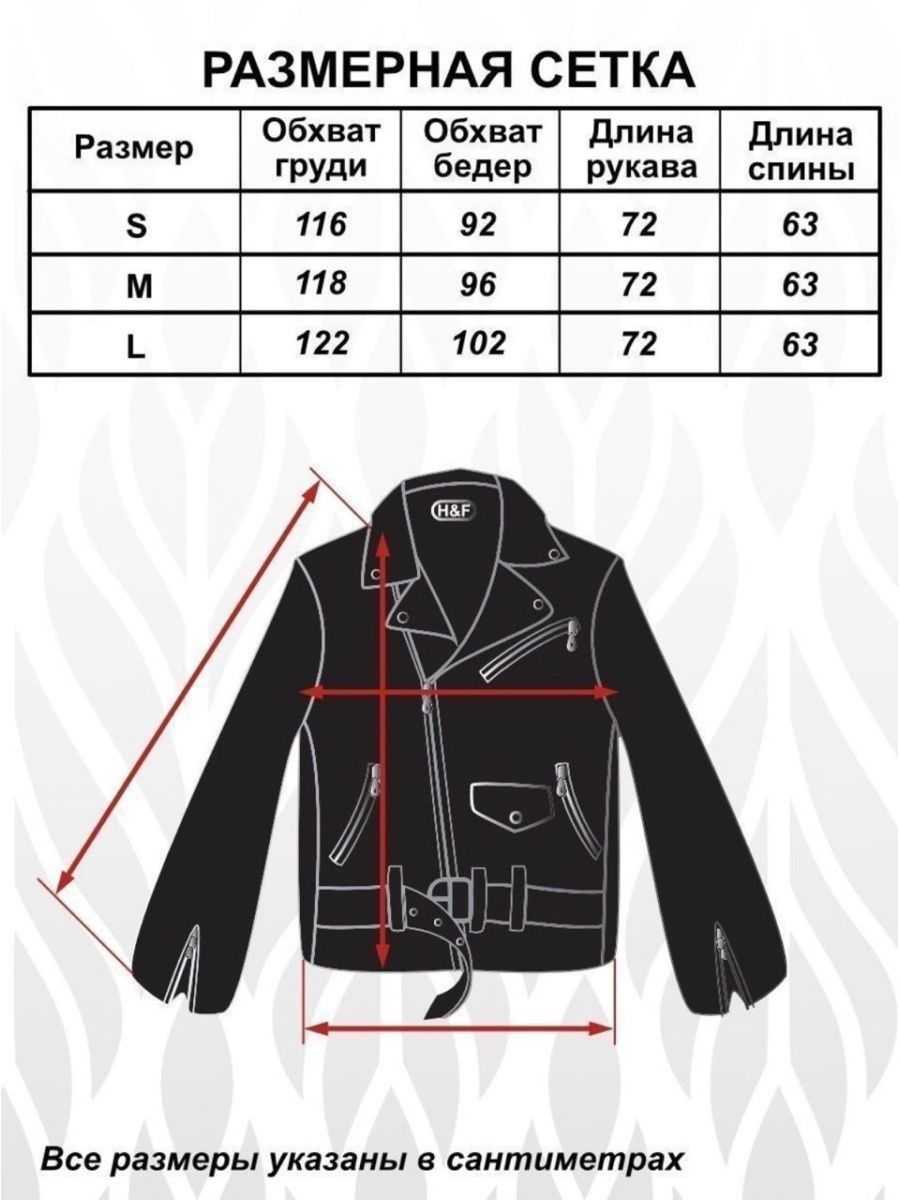 РАЗМЕРНАЯ СЕТКА
Размер Обхват груди Обхват бедер Длина рукава Длина спины
S 116 92 72 63
M 118 96 72 63
L 122 102 72 63
H&F
Все размеры указаны в сантиметрах